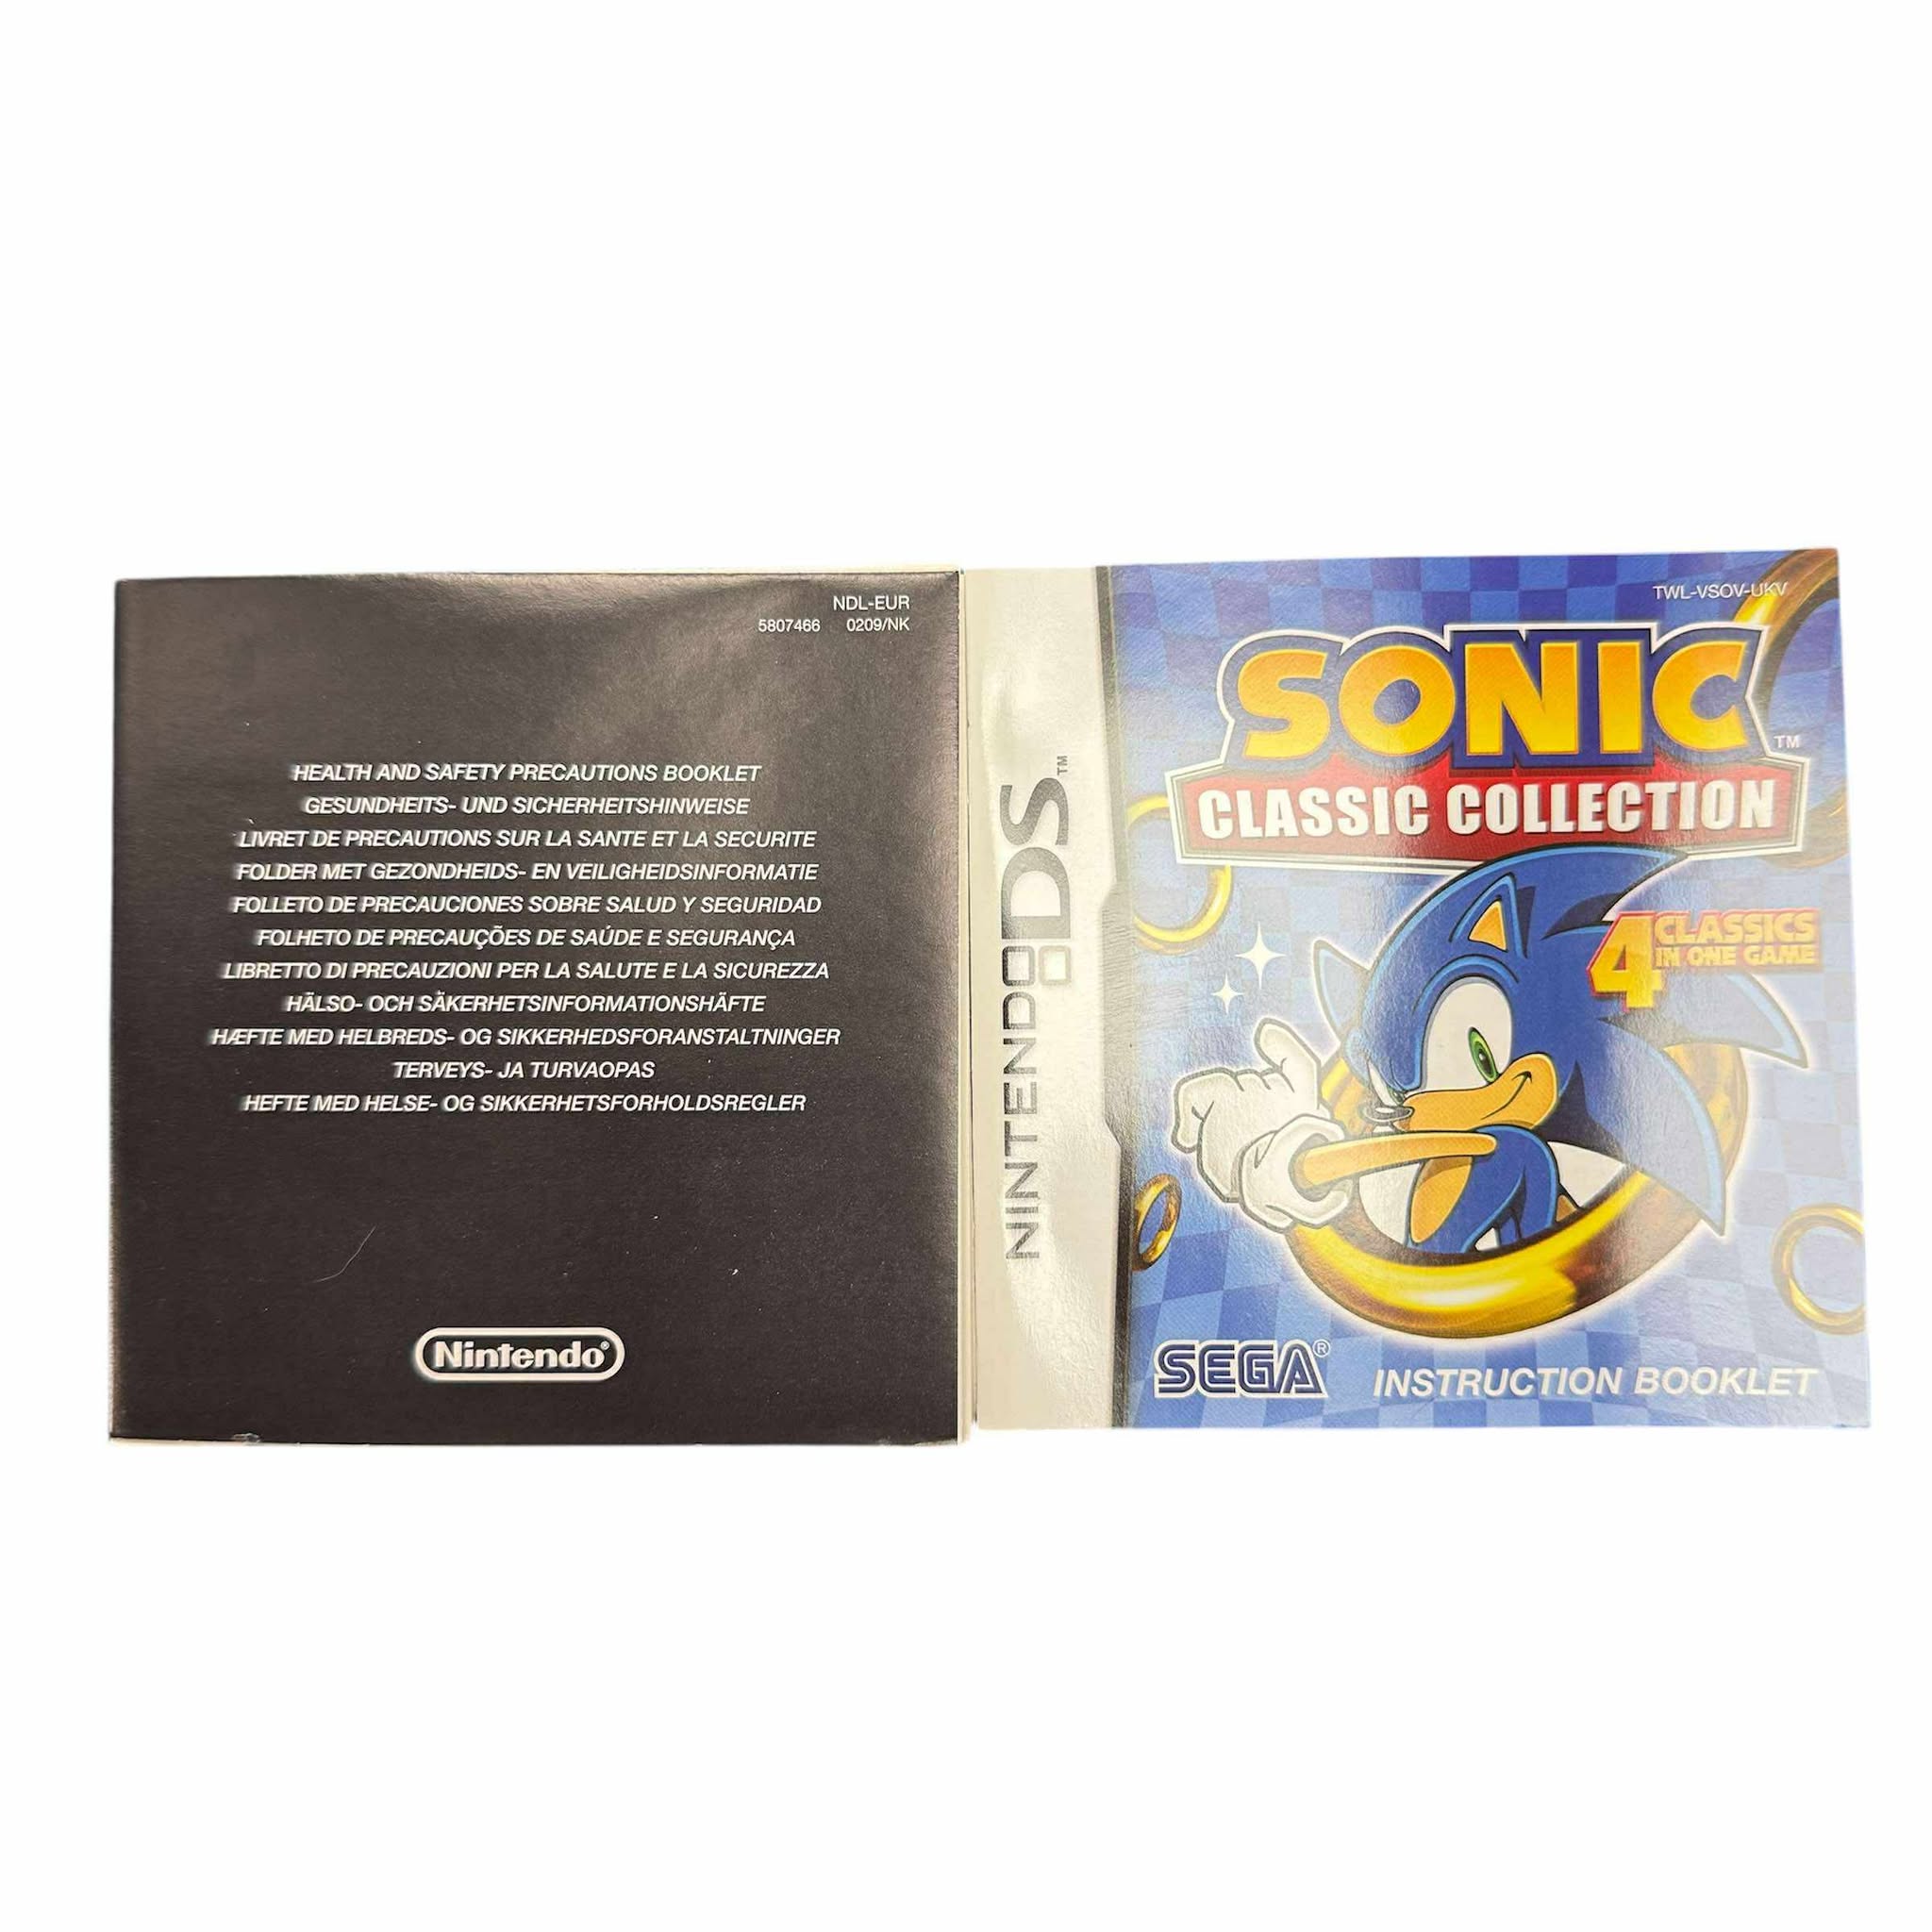 NDL-EUR
5807466 0209/NK
HEALTH AND SAFETY PRECAUTIONS BOOKLET
GESUNDHEITS- UND SICHERHEITSHINWEISE
LIVRET DE PRECAUTIONS SUR LA SANTE ET LA SECURITE
FOLDER MET GEZONDHEIDS- EN VEILIGHEIDSINFORMATIE
FOLLETO DE PRECAUCIONES SOBRE SALUD Y SEGURIDAD
FOLHETO DE PRECAUÇÕES DE SAÚDE E SEGURANÇA
LIBRETTO DI PRECAUZIONI PER LA SALUTE E LA SICUREZZA
HÄLSO- OCH SÄKERHETSINFORMATIONSHÄFTE
HÆFTE MED HELBREDS- OG SIKKERHEDSFORANSTALTNINGER
TERVEYS- JA TURVAOPAS
HEFTE MED HELSE- OG SIKKERHETSFORHOLDSREGLER
Nintendo®
NINTENDO DS™
TWL-VSOV-UKV
SONIC™
CLASSIC COLLECTION
4 CLASSICS
IN ONE GAME
SEGA®
INSTRUCTION BOOKLET